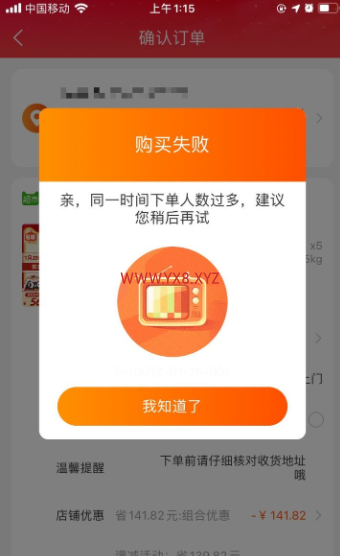 中国移动 上午1:15
确认订单
购买失败
亲，同一时间下单人数过多，建议
您稍后再试
WWW.YX8.XYZ
x5
5kg
上门
我知道了
温馨提醒 下单前请仔细核对收货地址
哦
店铺优惠 省141.82元:组合优惠 -￥141.82